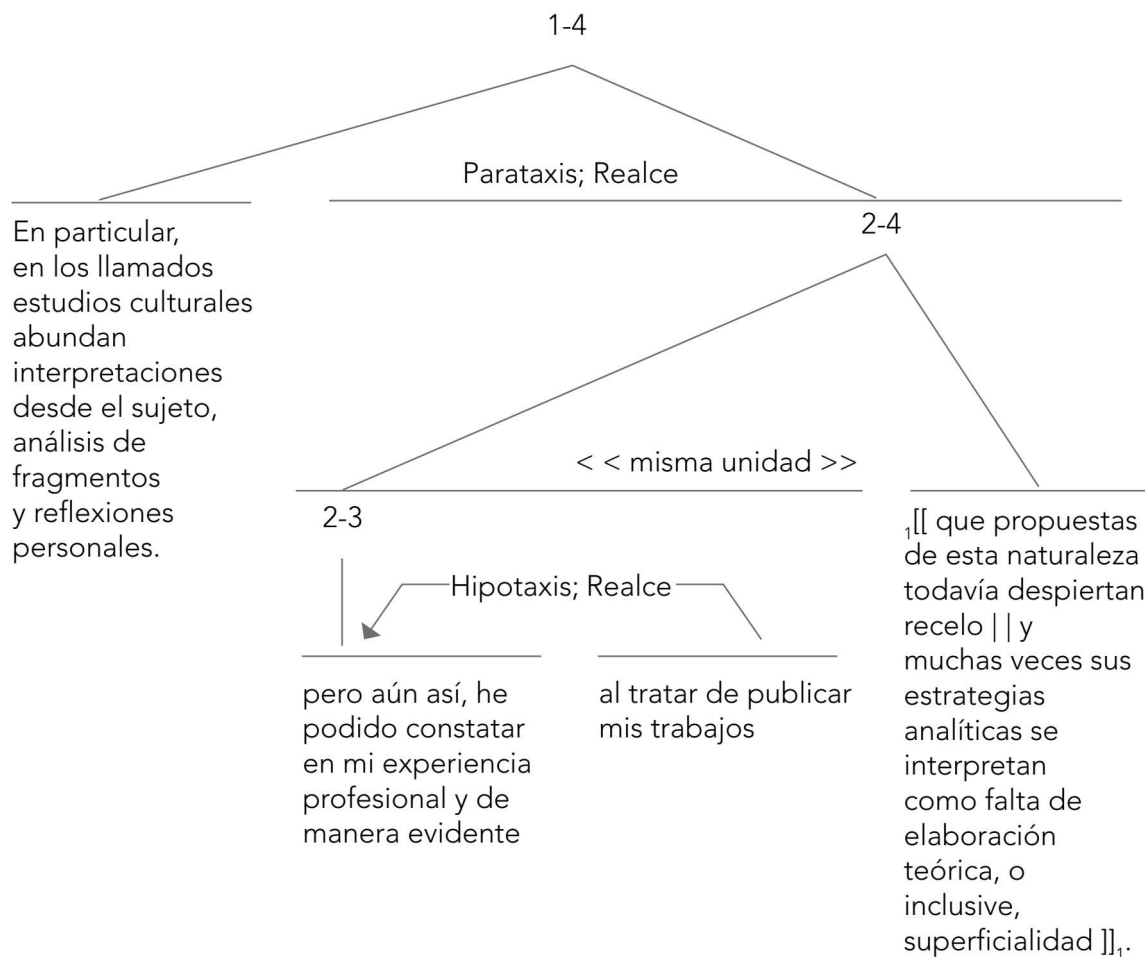 1-4
Parataxis; Realce
En particular,
en los llamados
estudios culturales
abundan
interpretaciones
desde el sujeto,
análisis de
fragmentos
y reflexiones
personales.
2-4
< < misma unidad >>
2-3
Hipotaxis; Realce
pero aún así, he
podido constatar
en mi experiencia
profesional y de
manera evidente
al tratar de publicar
mis trabajos
₁[[ que propuestas
de esta naturaleza
todavía despiertan
recelo | | y
muchas veces sus
estrategias
analíticas se
interpretan
como falta de
elaboración
teórica, o
inclusive,
superficialidad ]]₁.